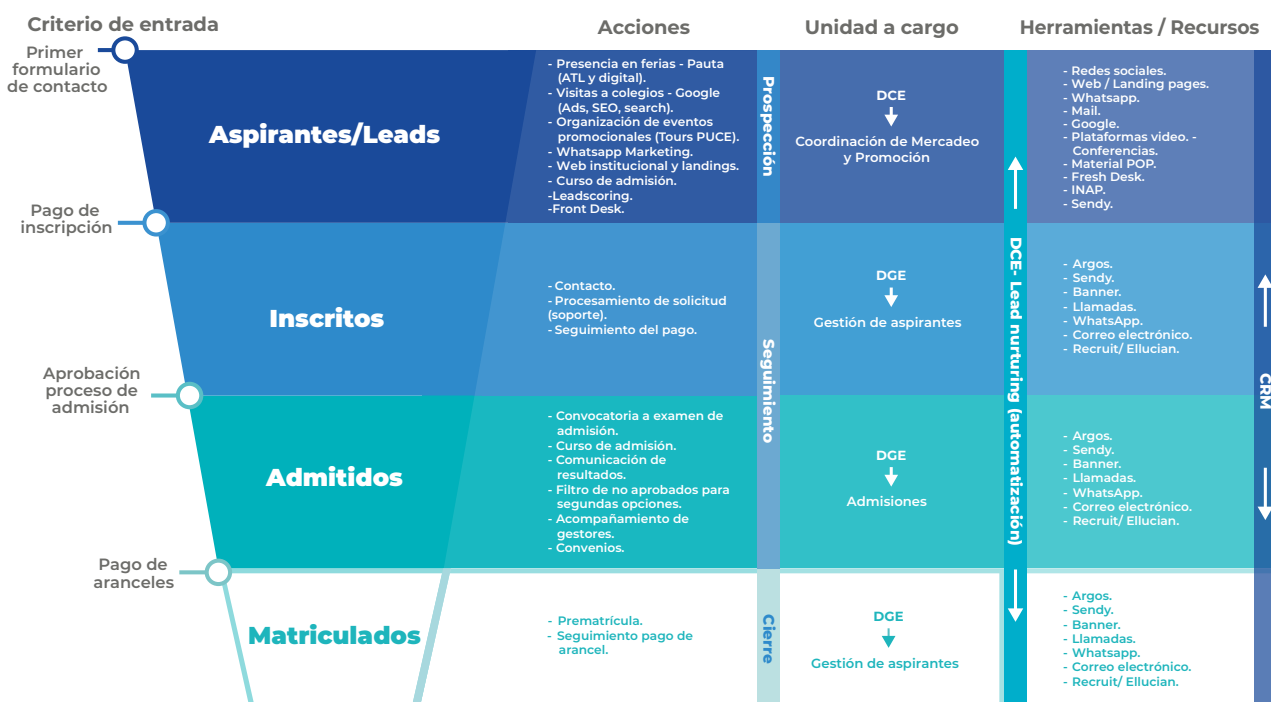 Criterio de entrada
Acciones
Unidad a cargo
Herramientas / Recursos
Primer
formulario
de contacto
Aspirantes/Leads
- Presencia en ferias - Pauta
(ATL y digital).
- Visitas a colegios - Google
(Ads, SEO, search).
- Organización de eventos
promocionales (Tours PUCE).
- Whatsapp Marketing.
- Web institucional y landings.
- Curso de admisión.
-Leadscoring.
-Front Desk.
Prospección
DCE
Coordinación de Mercadeo
y Promoción
- Redes sociales.
- Web / Landing pages.
- Whatsapp.
- Mail.
- Google.
- Plataformas video. -
Conferencias.
- Material POP.
- Fresh Desk.
- INAP.
- Sendy.
Pago de
inscripción
Inscritos
- Contacto.
- Procesamiento de solicitud
(soporte).
- Seguimiento del pago.
Seguimiento
DGE
Gestión de aspirantes
DCE- Lead nurturing (automatización)
- Argos.
- Sendy.
- Banner.
- Llamadas.
- WhatsApp.
- Correo electrónico.
- Recruit/ Ellucian.
CRM
Aprobación
proceso de
admisión
Admitidos
- Convocatoria a examen de
admisión.
- Curso de admisión.
- Comunicación de
resultados.
- Filtro de no aprobados para
segundas opciones.
- Acompañamiento de
gestores.
- Convenios.
DGE
Admisiones
- Argos.
- Sendy.
- Banner.
- Llamadas.
- WhatsApp.
- Correo electrónico.
- Recruit/ Ellucian.
Pago de
aranceles
Matriculados
- Prematrícula.
- Seguimiento pago de
arancel.
Cierre
DGE
Gestión de aspirantes
- Argos.
- Sendy.
- Banner.
- Llamadas.
- Whatsapp.
- Correo electrónico.
- Recruit/ Ellucian.